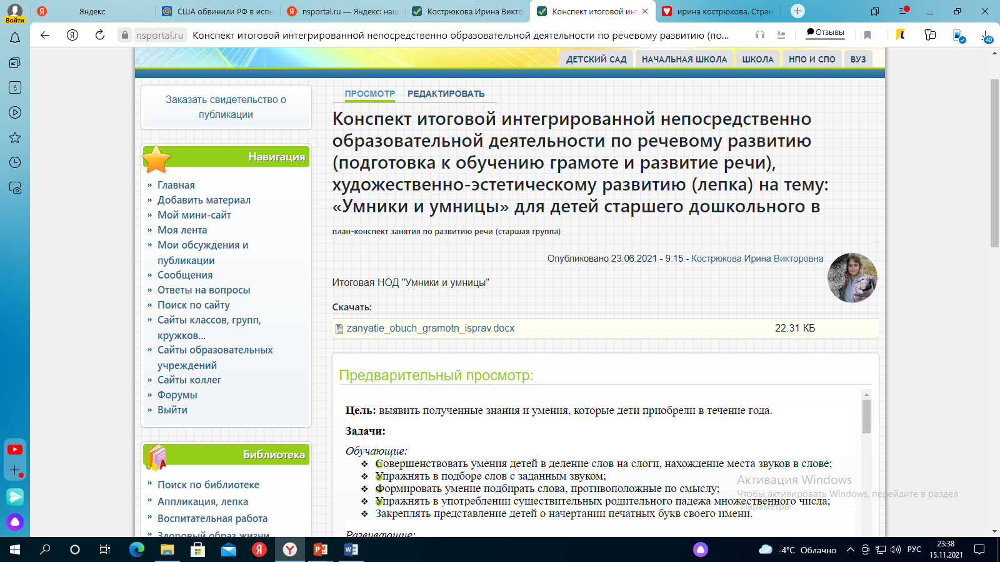 Войти
Яндекс
США обвинили РФ в испы
nsportal.ru — Яндекс: наш
Кострюкова Ирина Виктор
Конспект итоговой инт
ирина кострюкова. Стран
nsportal.ru
Конспект итоговой интегрированной непосредственно образовательной деятельности по речевому развитию (по...
Отзывы
40
6
ДЕТСКИЙ САД
НАЧАЛЬНАЯ ШКОЛА
ШКОЛА
НПО И СПО
ВУЗ
Заказать свидетельство о
публикации
Навигация
» Главная
» Добавить материал
» Мой мини-сайт
» Моя лента
» Мои обсуждения и
публикации
» Сообщения
» Ответы на вопросы
» Поиск по сайту
» Сайты классов, групп,
кружков...
» Сайты образовательных
учреждений
» Сайты коллег
» Форумы
» Выйти
Библиотека
» Поиск по библиотеке
» Аппликация, лепка
» Воспитательная работа
» Здоровый образ жизни
ПРОСМОТР
РЕДАКТИРОВАТЬ
Конспект итоговой интегрированной непосредственно
образовательной деятельности по речевому развитию
(подготовка к обучению грамоте и развитие речи),
художественно-эстетическому развитию (лепка) на тему:
«Умники и умницы» для детей старшего дошкольного в
план-конспект занятия по развитию речи (старшая группа)
Опубликовано 23.06.2021 - 9:15 - Кострюкова Ирина Викторовна
Итоговая НОД "Умники и умницы"
Скачать:
zanyatie_obuch_gramotn_isprav.docx
22.31 КБ
Предварительный просмотр:
Цель: выявить полученные знания и умения, которые дети приобрели в течение года.
Задачи:
Обучающие:
❖ Совершенствовать умения детей в деление слов на слоги, нахождение места звуков в слове;
❖ Упражнять в подборе слов с заданным звуком;
❖ Формировать умение подбирать слова, противоположные по смыслу;
❖ Упражнять в употреблении существительных родительного падежа множественного числа;
❖ Закреплять представление детей о начертании печатных букв своего имени.
Развивающие:
Активация Windows
Чтобы активировать Windows, перейдите в раздел
"Параметры".
-4°C Облачно
РУС
23:38
15.11.2021